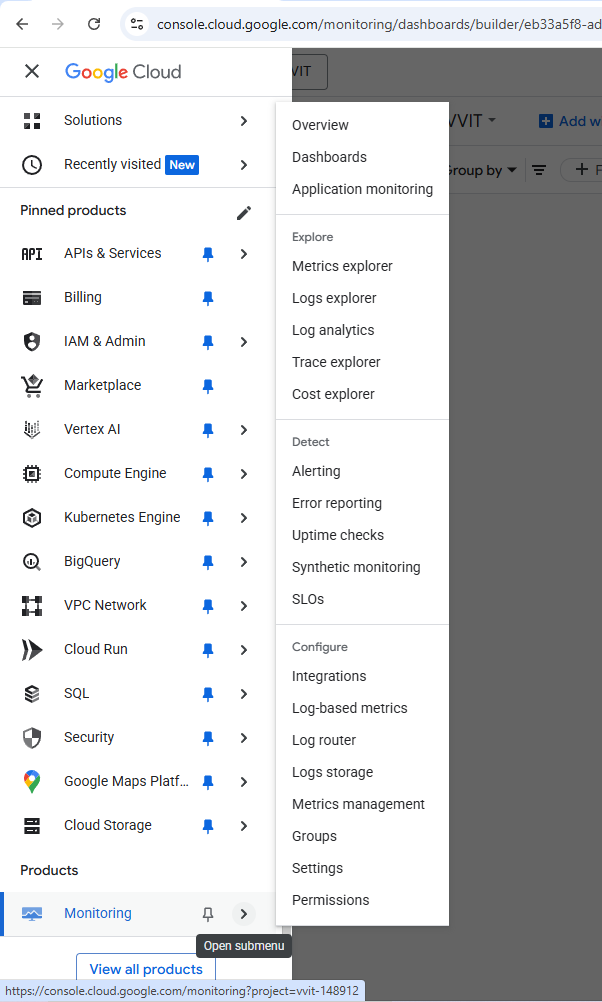 console.cloud.google.com/monitoring/dashboards/builder/eb33a5f8-ad
Google Cloud
VIT
Solutions
Recently visited New
Pinned products
API APIs & Services
Billing
IAM & Admin
Marketplace
Vertex AI
Compute Engine
Kubernetes Engine
BigQuery
VPC Network
Cloud Run
SQL
Security
Google Maps Platf...
Cloud Storage
Products
Monitoring
Open submenu
View all products
https://console.cloud.google.com/monitoring?project=vvit-148912
Overview
Dashboards
Application monitoring
Explore
Metrics explorer
Logs explorer
Log analytics
Trace explorer
Cost explorer
Detect
Alerting
Error reporting
Uptime checks
Synthetic monitoring
SLOs
Configure
Integrations
Log-based metrics
Log router
Logs storage
Metrics management
Groups
Settings
Permissions
VVIT
Add w
Group by
F